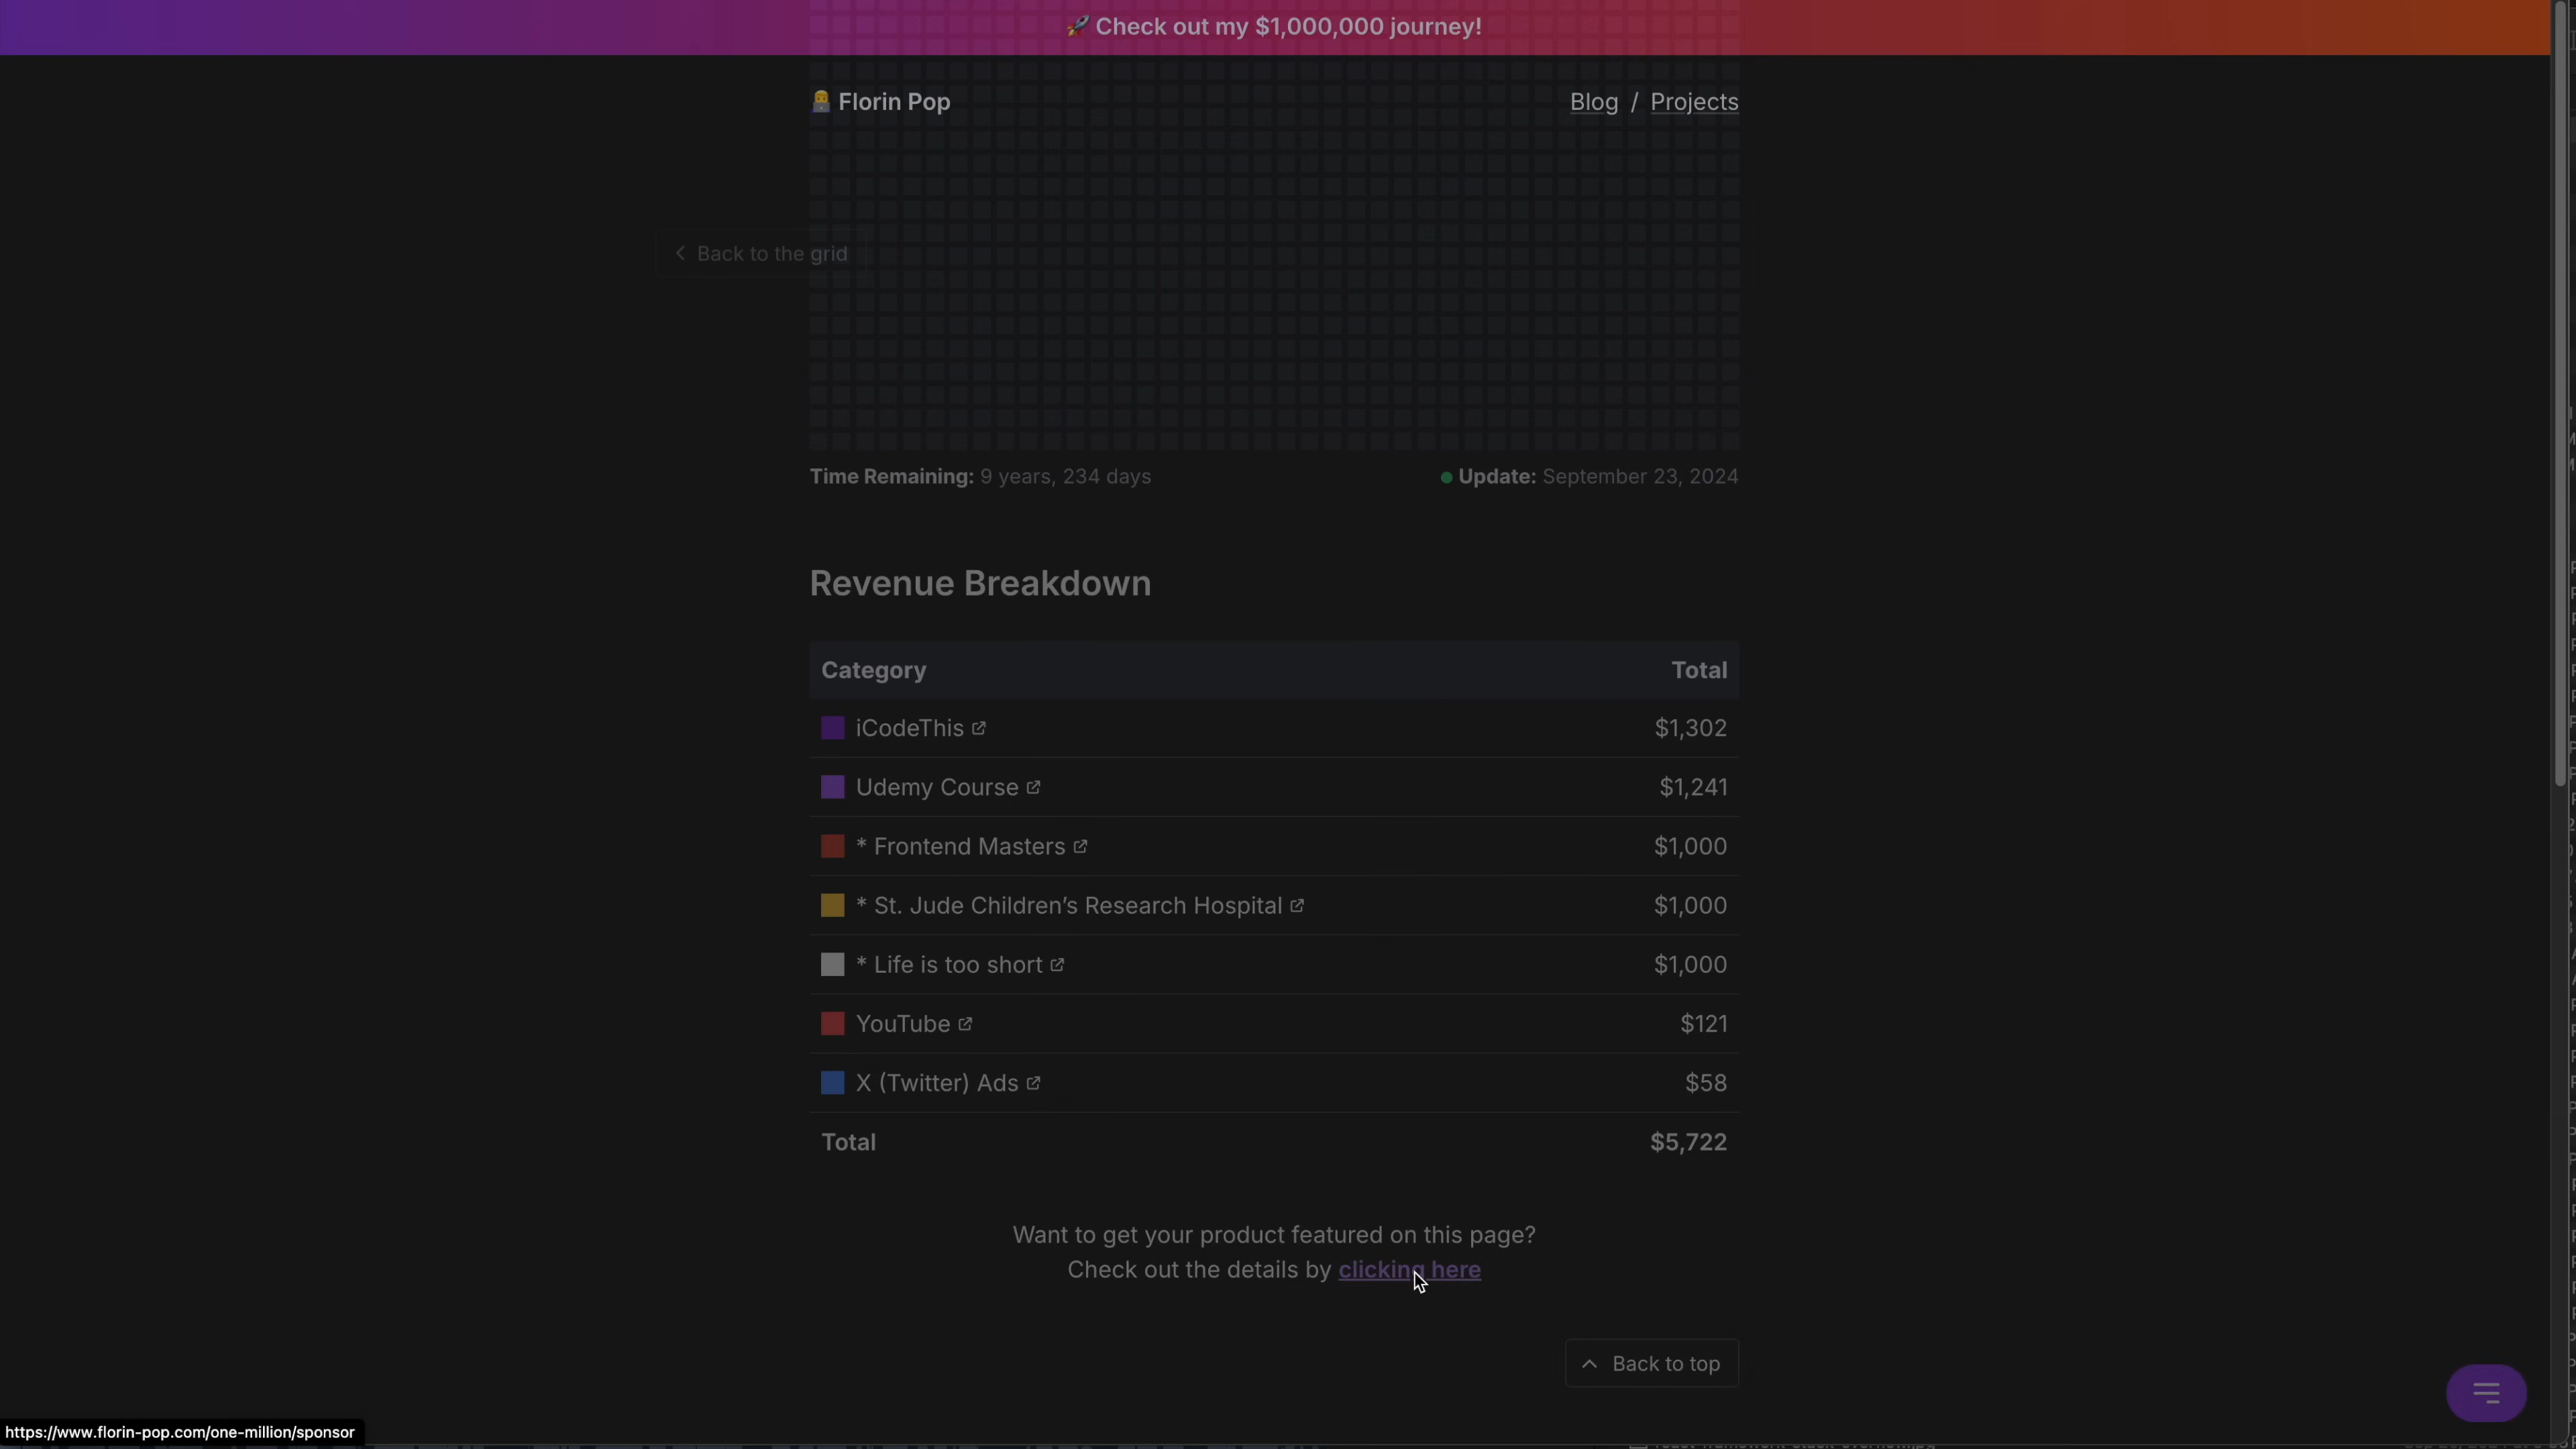 🚀 Check out my $1,000,000 journey!
👨‍💻 Florin Pop
Blog / Projects
Back to the grid
Time Remaining: 9 years, 234 days
Update: September 23, 2024
Revenue Breakdown
Category Total
iCodeThis $1,302
Udemy Course $1,241
* Frontend Masters $1,000
* St. Jude Children’s Research Hospital $1,000
* Life is too short $1,000
YouTube $121
X (Twitter) Ads $58
Total $5,722
Want to get your product featured on this page?
Check out the details by clicking here
Back to top
https://www.florin-pop.com/one-million/sponsor